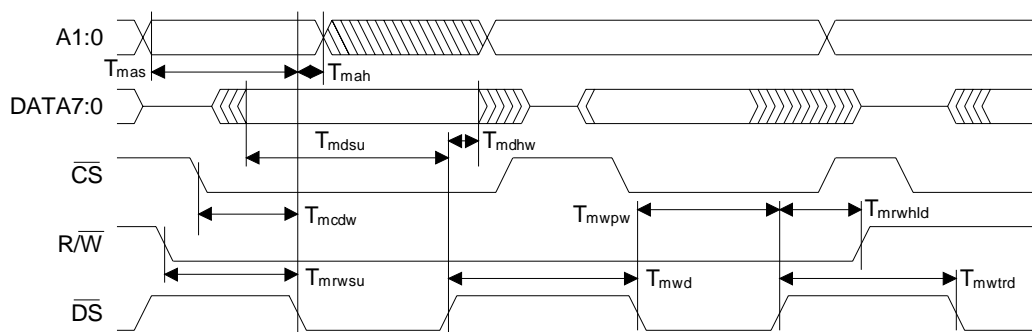 A1:0
Tmas
Tmah
DATA7:0
Tmdsu
Tmdhw
CS
Tmcdw
Tmwpw
Tmrwhld
R/W
Tmrwsu
Tmwd
Tmwtrd
DS